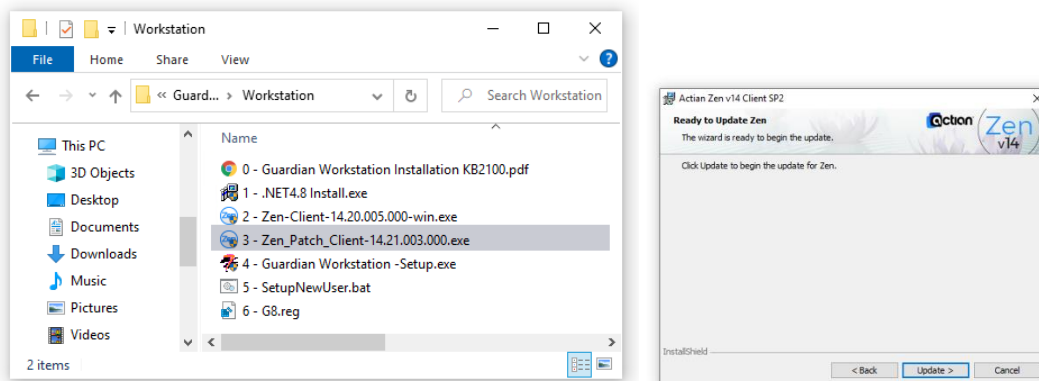 Workstation
File Home Share View
« Guard... › Workstation Search Workstation
This PC
3D Objects
Desktop
Documents
Downloads
Music
Pictures
Videos
Name
0 - Guardian Workstation Installation KB2100.pdf
1 - .NET4.8 Install.exe
2 - Zen-Client-14.20.005.000-win.exe
3 - Zen_Patch_Client-14.21.003.000.exe
4 - Guardian Workstation -Setup.exe
5 - SetupNewUser.bat
6 - G8.reg
2 items
Actian Zen v14 Client SP2
Ready to Update Zen
The wizard is ready to begin the update.
Actian Zen
v14
Click Update to begin the update for Zen.
InstallShield
< Back Update > Cancel